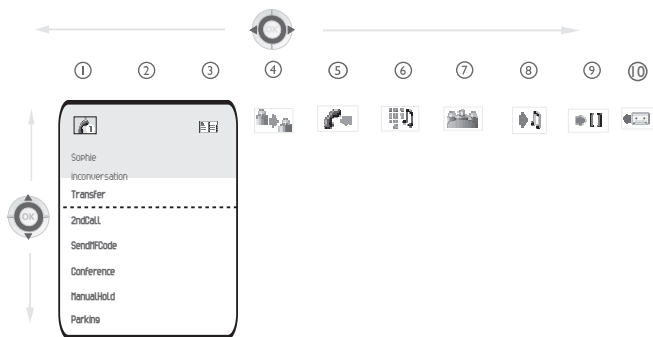 OK
1 2 3 4 5 6 7 8 9 10
1
Sophie
inconversation
Transfer
2ndCall
SendMFCode
OK
Conference
ManualHold
Parking